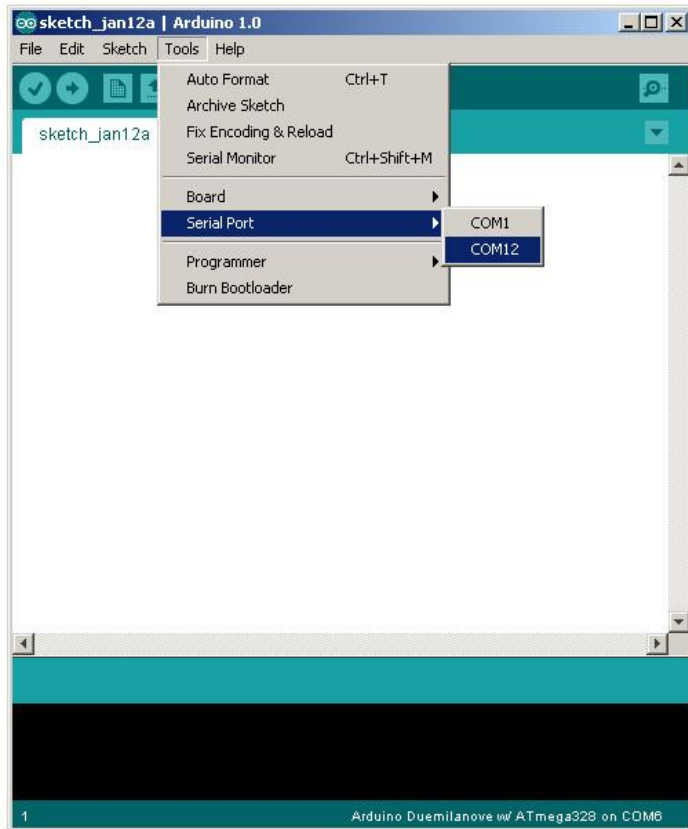 sketch_jan12a | Arduino 1.0
File Edit Sketch Tools Help
sketch_jan12a
Auto Format Ctrl+T
Archive Sketch
Fix Encoding & Reload
Serial Monitor Ctrl+Shift+M
Board
Serial Port
Programmer
Burn Bootloader
COM1
COM12
1 Arduino Duemilanove w/ ATmega328 on COM6